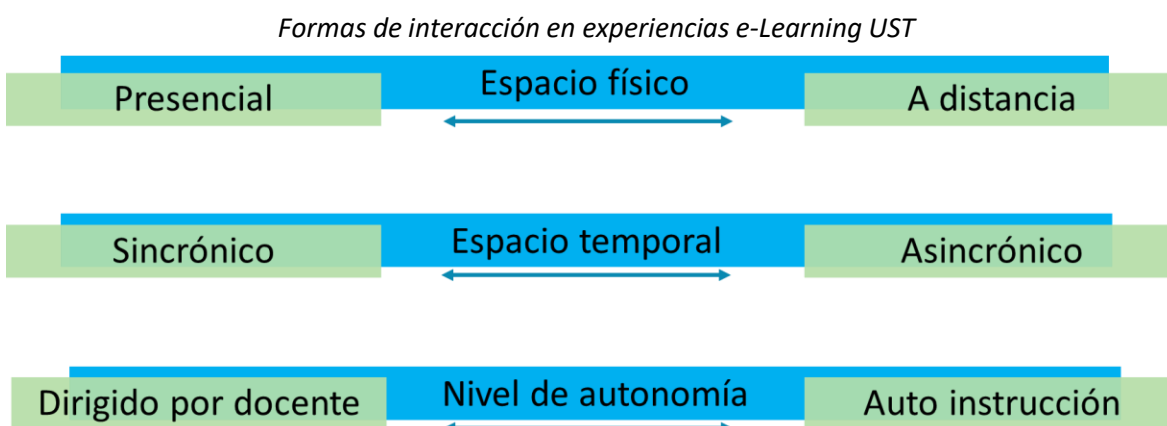 Formas de interacción en experiencias e-Learning UST
Presencial Espacio físico A distancia
Sincrónico Espacio temporal Asincrónico
Dirigido por docente Nivel de autonomía Auto instrucción